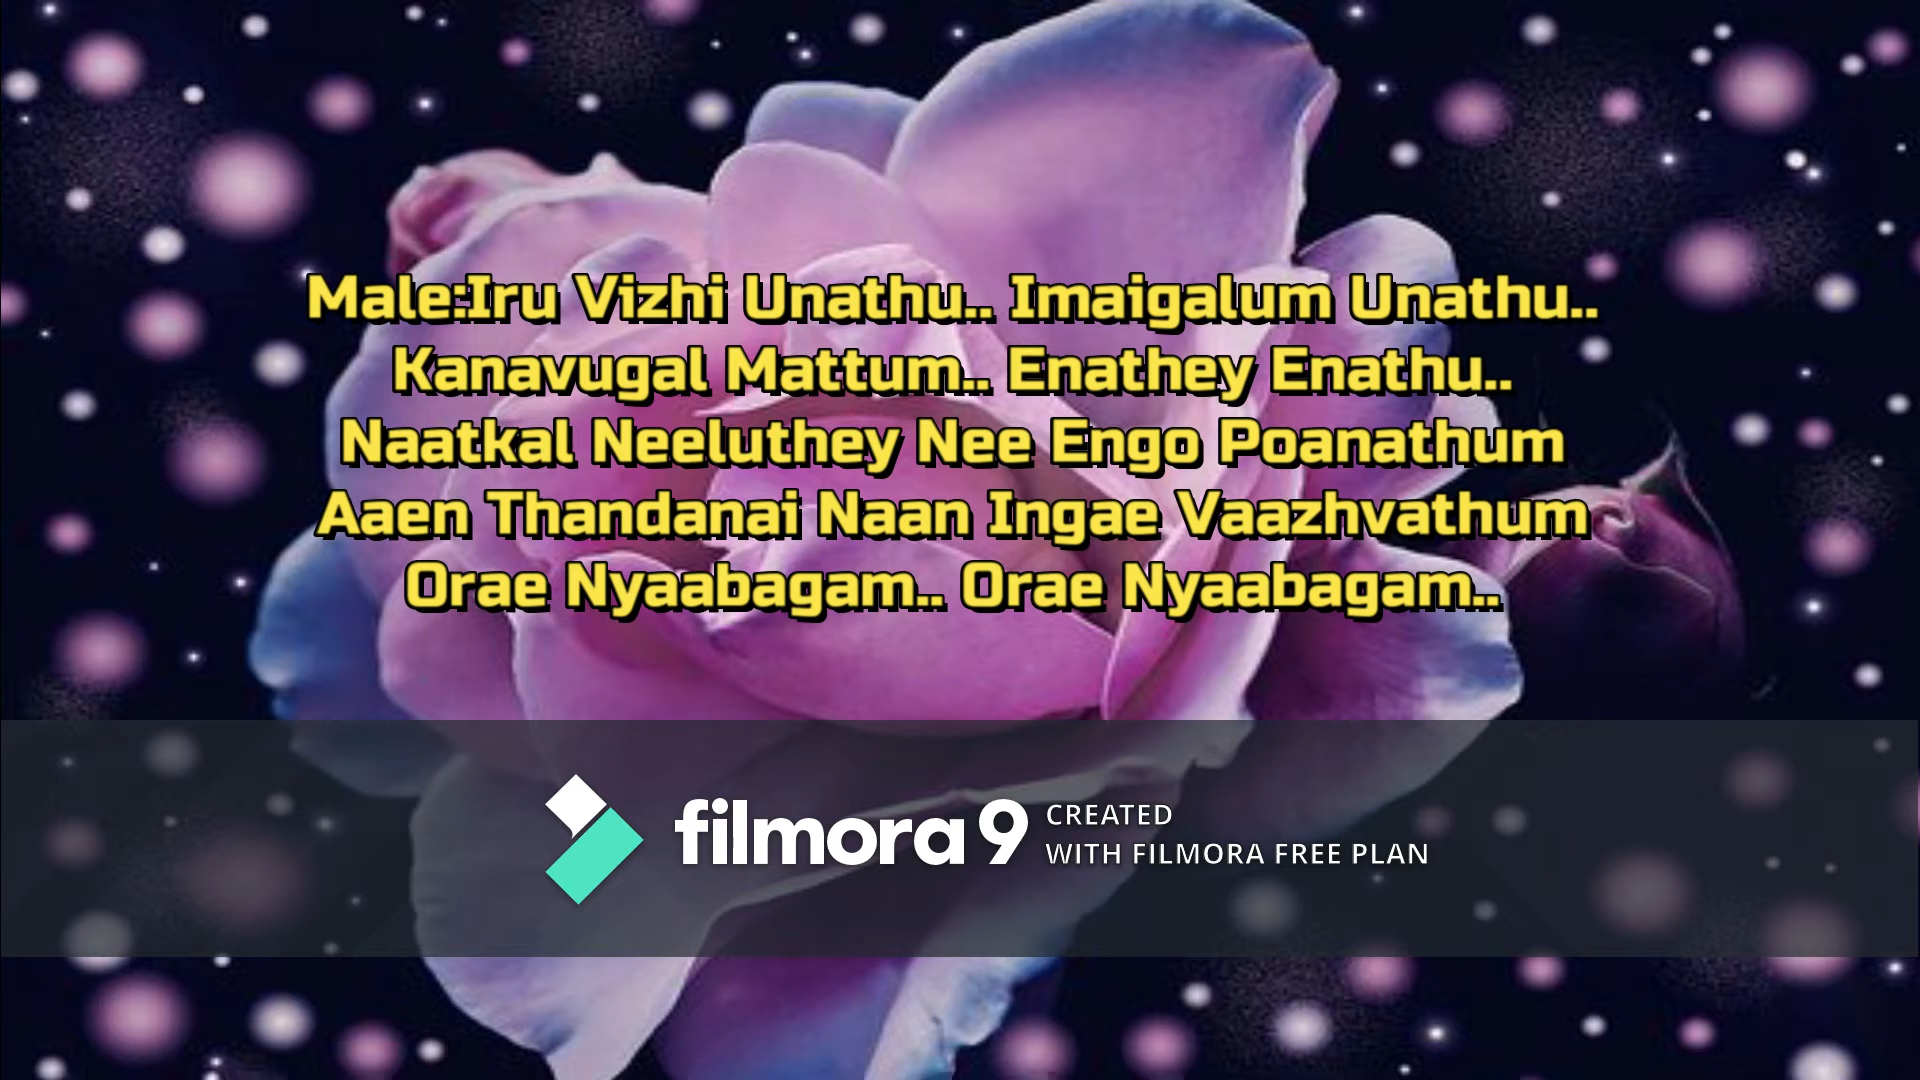 Male:Iru Vizhi Unathu.. Imaigalum Unathu..
Kanavugal Mattum.. Enathey Enathu..
Naatkal Neeluthey Nee Engo Poanathum
Aaen Thandanai Naan Ingae Vaazhvathum
Orae Nyaabagam.. Orae Nyaabagam..
filmora 9 CREATED
WITH FILMORA FREE PLAN